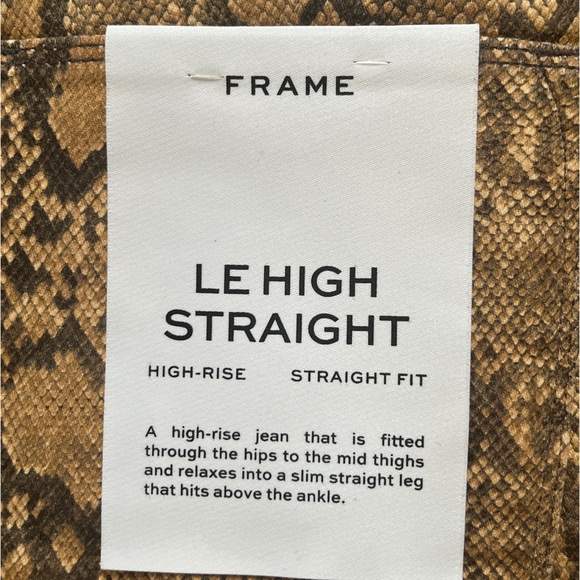 FRAME
LE HIGH
STRAIGHT
HIGH-RISE STRAIGHT FIT
A high-rise jean that is fitted
through the hips to the mid thighs
and relaxes into a slim straight leg
that hits above the ankle.